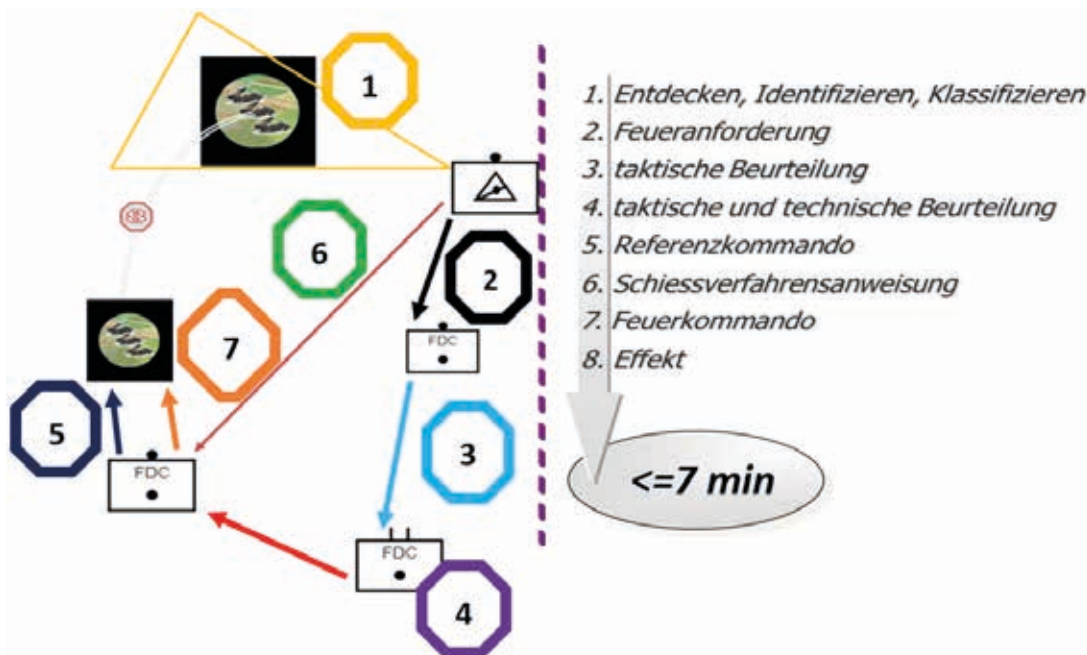 1
6
2
FDC
7
5
3
FDC
FDC
4
1. Entdecken, Identifizieren, Klassifizieren
2. Feueranforderung
3. taktische Beurteilung
4. taktische und technische Beurteilung
5. Referenzkommando
6. Schiessverfahrensanweisung
7. Feuerkommando
8. Effekt
<=7 min